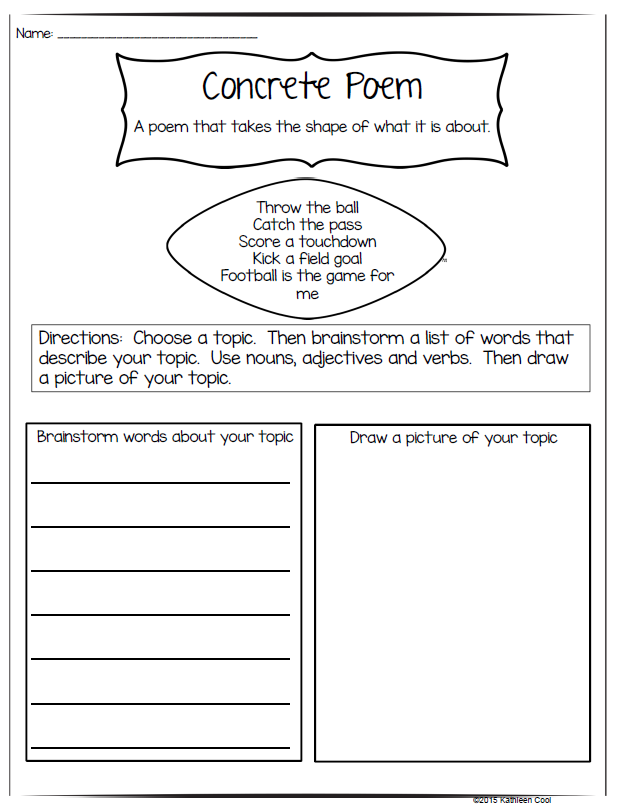 Name: ________________________________
Concrete Poem
A poem that takes the shape of what it is about.
Throw the ball
Catch the pass
Score a touchdown
Kick a field goal
Football is the game for
me
Directions: Choose a topic. Then brainstorm a list of words that
describe your topic. Use nouns, adjectives and verbs. Then draw
a picture of your topic.
Brainstorm words about your topic
Draw a picture of your topic
©2015 Kathleen Cool